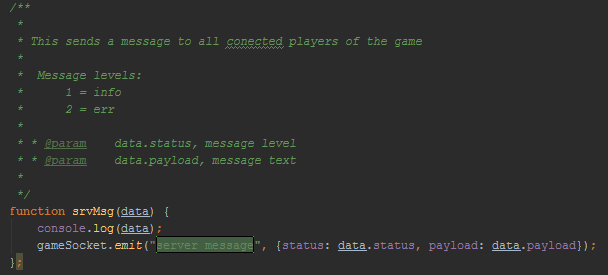 /**
*
* This sends a message to all conected players of the game
*
* Message levels:
* 1 = info
* 2 = err
*
* * @param data.status, message level
* * @param data.payload, message text
*
*/
function srvMsg(data) {
console.log(data);
gameSocket.emit("server message", {status: data.status, payload: data.payload});
};